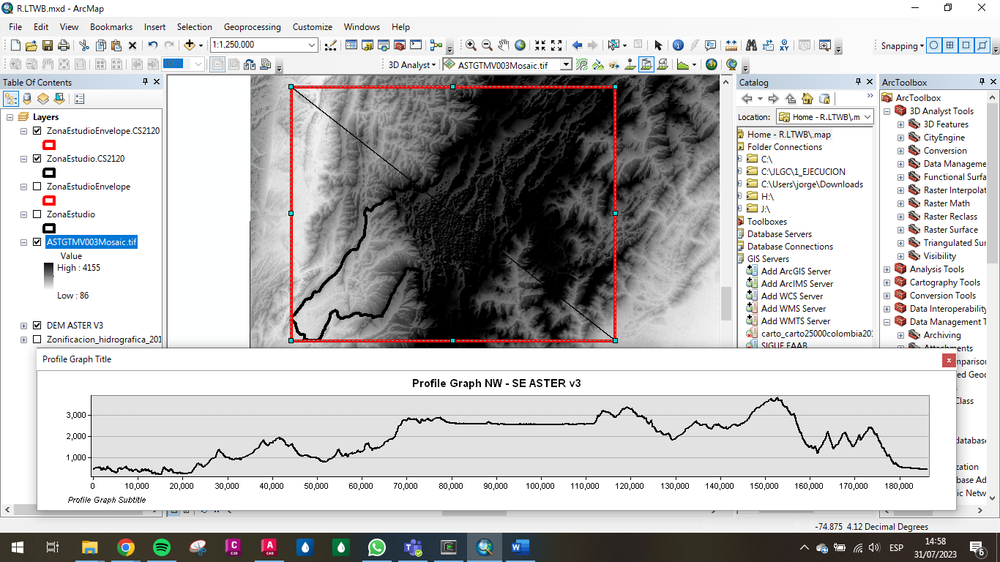 R.LTWB.mxd - ArcMap
File Edit View Bookmarks Insert Selection Geoprocessing Customize Windows Help
1:1,250,000
Snapping
100%
3D Analyst
ASTGTMV003Mosaic.tif
Table Of Contents
Layers
ZonaEstudioEnvelope.CS2120
ZonaEstudio.CS2120
ZonaEstudioEnvelope
ZonaEstudio
ASTGTMV003Mosaic.tif
Value
High : 4155
Low : 86
DEM ASTER V3
Zonificacion_hidrografica_201
Catalog
Location: Home - R.LTWB\.m
Home - R.LTWB\.map
Folder Connections
C:\
C:\JLGC\1_EJECUCION
C:\Users\jorge\Downloads
H:\
J:\
Toolboxes
Database Servers
Database Connections
GIS Servers
Add ArcGIS Server
Add ArcIMS Server
Add WCS Server
Add WMS Server
Add WMTS Server
carto_carto25000colombia201
SIGUE EAAB
ArcToolbox
ArcToolbox
3D Analyst Tools
3D Features
CityEngine
Conversion
Data Manageme
Functional Surfa
Raster Interpolat
Raster Math
Raster Reclass
Raster Surface
Triangulated Sur
Visibility
Analysis Tools
Cartography Tools
Conversion Tools
Data Interoperability
Data Management T
Archiving
Attachments
mparison
ed Geod
s
Class
atabase
ization
base Ad
ic Netw
Profile Graph Title
Profile Graph NW - SE ASTER v3
3,000
2,000
1,000
0 10,000 20,000 30,000 40,000 50,000 60,000 70,000 80,000 90,000 100,000 110,000 120,000 130,000 140,000 150,000 160,000 170,000 180,000
Profile Graph Subtitle
-74.875 4.12 Decimal Degrees
ESP
14:58
31/07/2023
6